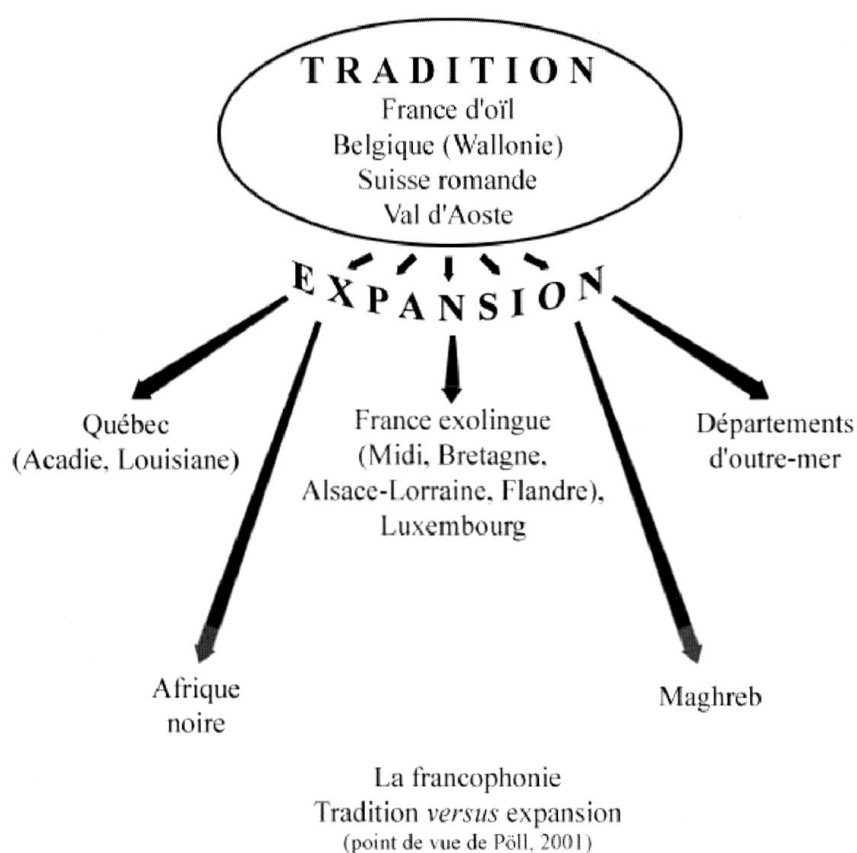 TRADITION
France d'oïl
Belgique (Wallonie)
Suisse romande
Val d'Aoste
EXPANSION
Québec
(Acadie, Louisiane)
France exolingue
(Midi, Bretagne,
Alsace-Lorraine, Flandre),
Luxembourg
Départements
d'outre-mer
Afrique
noire
Maghreb
La francophonie
Tradition versus expansion
(point de vue de Pöll, 2001)